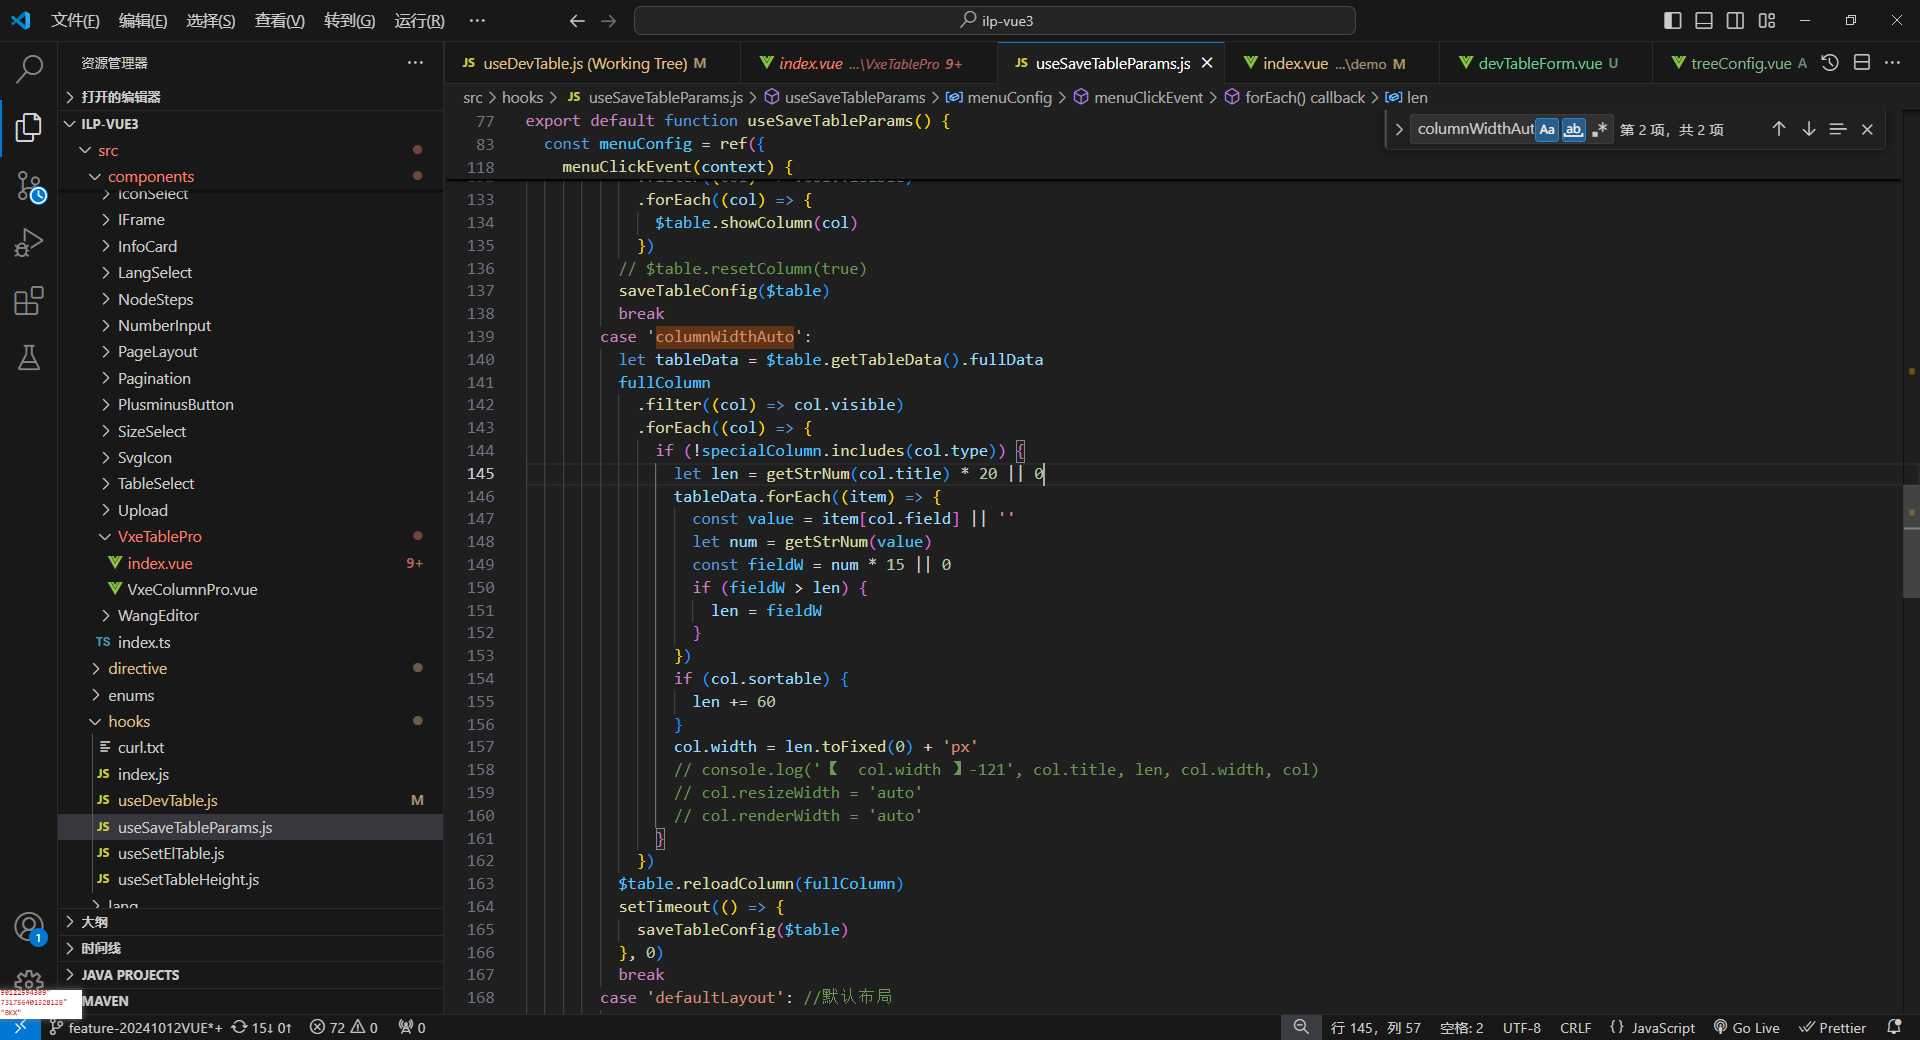 文件(F) 编辑(E) 选择(S) 查看(V) 转到(G) 运行(R) ··· ilp-vue3
资源管理器
打开的编辑器
ILP-VUE3
src
components
IconSelect
IFrame
InfoCard
LangSelect
NodeSteps
NumberInput
PageLayout
Pagination
PlusminusButton
SizeSelect
SvgIcon
TableSelect
Upload
VxeTablePro
index.vue 9+
VxeColumnPro.vue
WangEditor
TS index.ts
directive
enums
hooks
curl.txt
JS index.js
JS useDevTable.js M
JS useSaveTableParams.js
JS useSetElTable.js
JS useSetTableHeight.js
lang
大纲
时间线
JAVA PROJECTS
MAVEN
1
JS useDevTable.js (Working Tree) M index.vue ...\VxeTablePro 9+ JS useSaveTableParams.js index.vue ...\demo M devTableForm.vue U treeConfig.vue A
src > hooks > JS useSaveTableParams.js > useSaveTableParams > menuConfig > menuClickEvent > forEach() callback > len
columnWidthAut Aa ab 第 2 项，共 2 项
77 export default function useSaveTableParams() {
83 const menuConfig = ref({
118 menuClickEvent(context) {
133 .forEach((col) => {
134 $table.showColumn(col)
135 })
136 // $table.resetColumn(true)
137 saveTableConfig($table)
138 break
139 case 'columnWidthAuto':
140 let tableData = $table.getTableData().fullData
141 fullColumn
142 .filter((col) => col.visible)
143 .forEach((col) => {
144 if (!specialColumn.includes(col.type)) {
145 let len = getStrNum(col.title) * 20 || 0
146 tableData.forEach((item) => {
147 const value = item[col.field] || ''
148 let num = getStrNum(value)
149 const fieldW = num * 15 || 0
150 if (fieldW > len) {
151 len = fieldW
152 }
153 })
154 if (col.sortable) {
155 len += 60
156 }
157 col.width = len.toFixed(0) + 'px'
158 // console.log('【  col.width 】-121', col.title, len, col.width, col)
159 // col.resizeWidth = 'auto'
160 // col.renderWidth = 'auto'
161 }
162 })
163 $table.reloadColumn(fullColumn)
164 setTimeout(() => {
165 saveTableConfig($table)
166 }, 0)
167 break
168 case 'defaultLayout': //默认布局
731756401328128"
"BKX"
feature-20241012VUE*+ 15↓ 0↑ 72 0 0 行 145，列 57 空格: 2 UTF-8 CRLF {} JavaScript Go Live Prettier